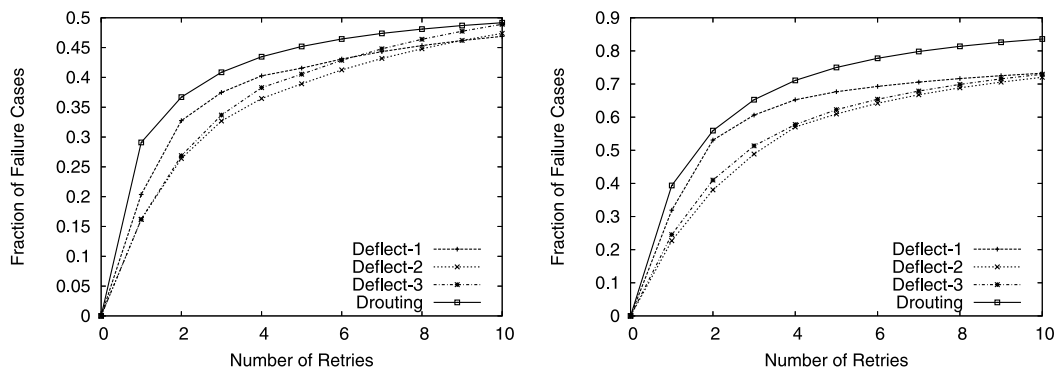 0.5
0.45
0.4
0.35
0.3
0.25
0.2
0.15
0.1
0.05
0
Fraction of Failure Cases
Deflect-1
Deflect-2
Deflect-3
Drouting
0 2 4 6 8 10
Number of Retries
0.9
0.8
0.7
0.6
0.5
0.4
0.3
0.2
0.1
0
Fraction of Failure Cases
Deflect-1
Deflect-2
Deflect-3
Drouting
0 2 4 6 8 10
Number of Retries